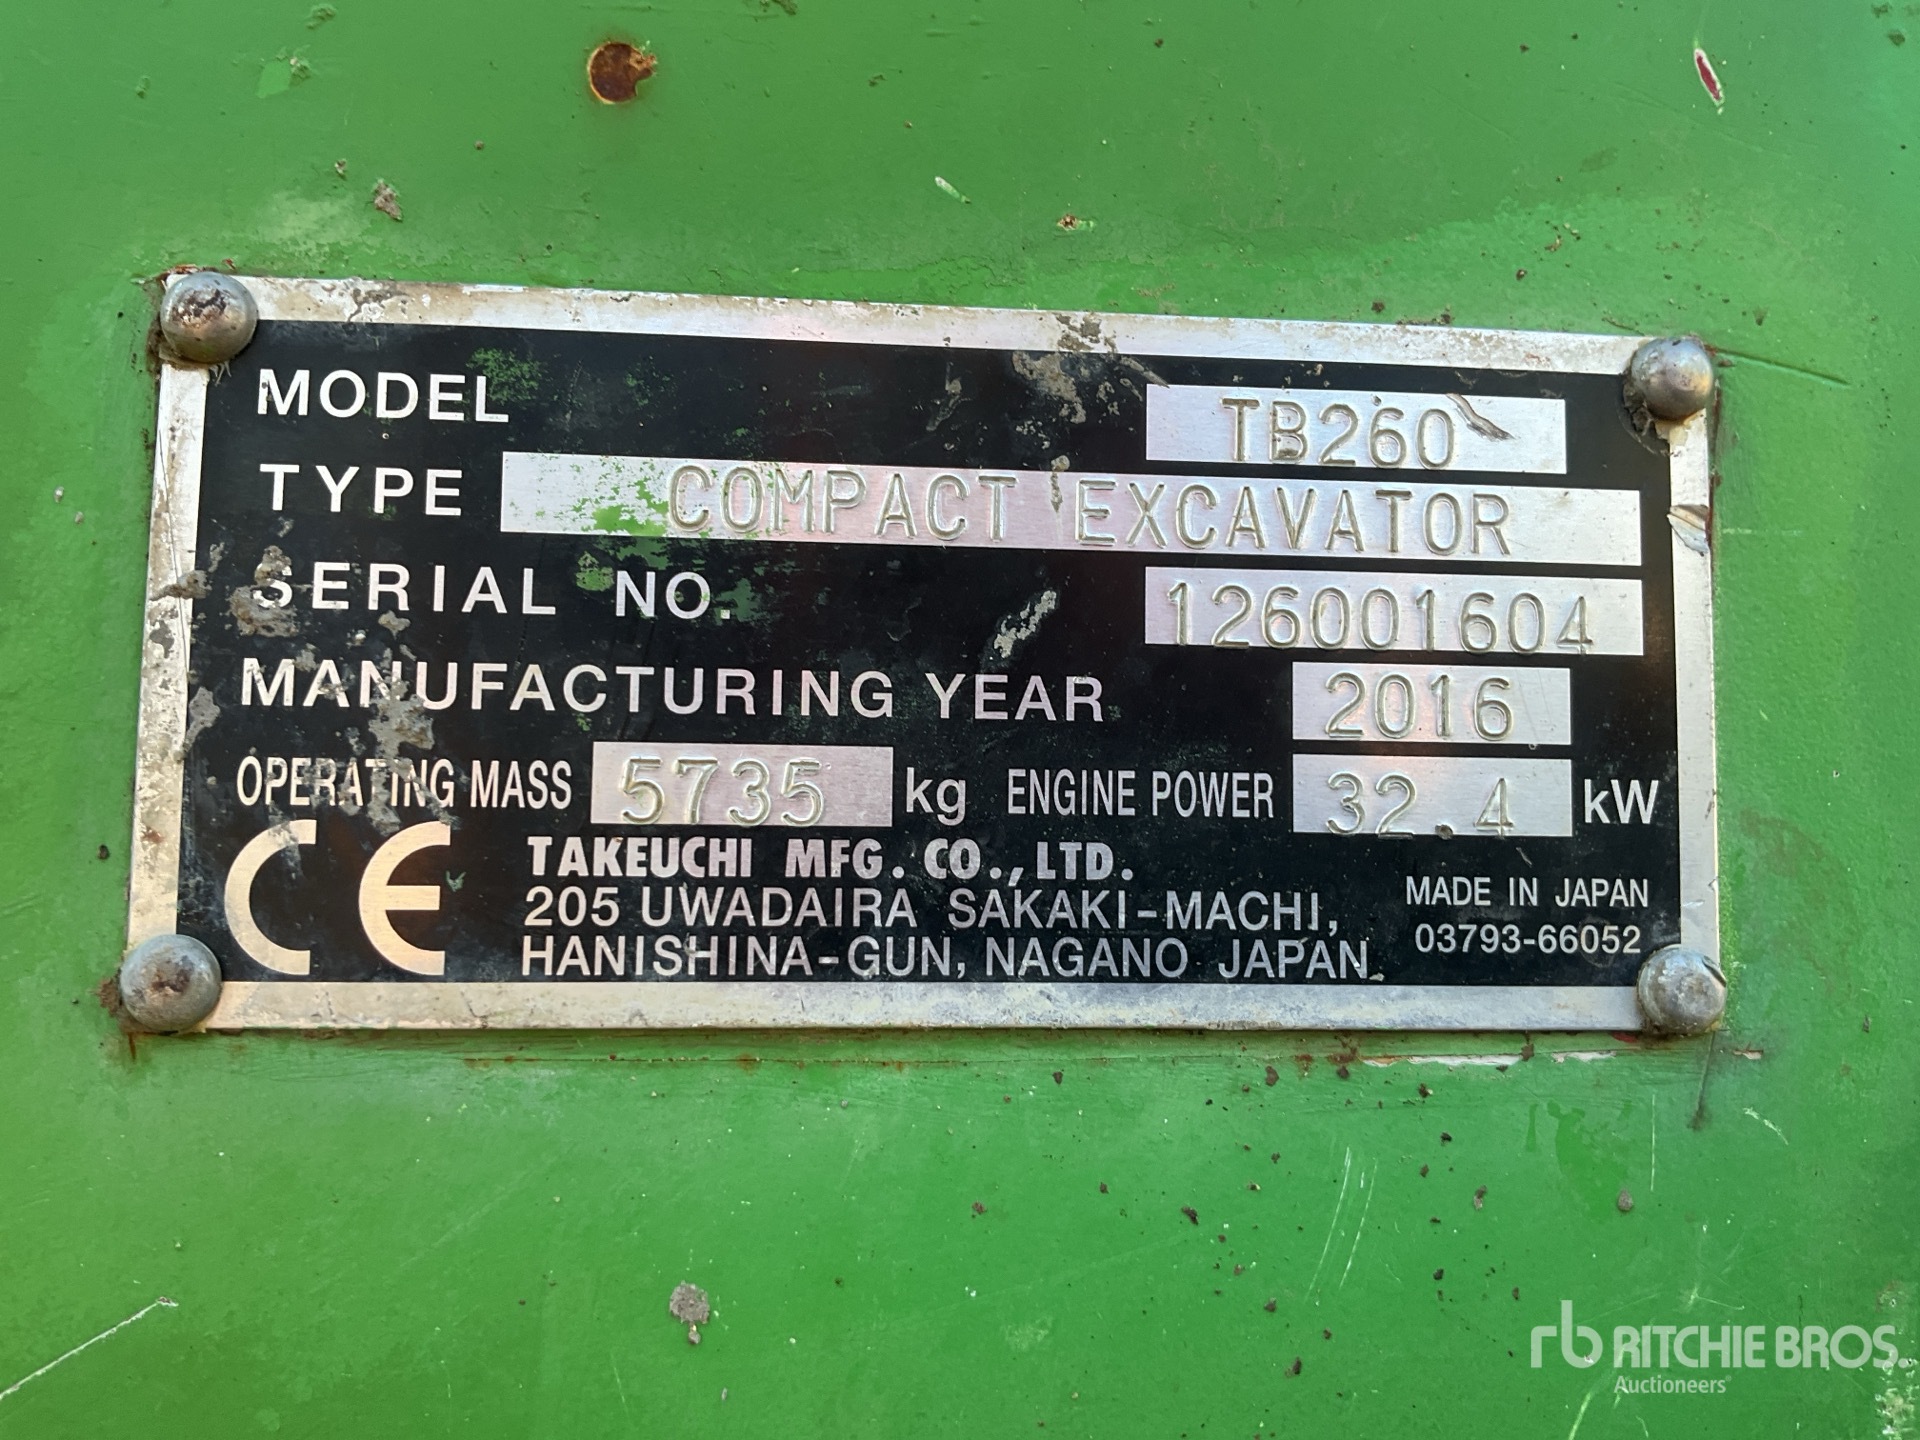 MODEL TB260
TYPE COMPACT EXCAVATOR
SERIAL NO. 126001604
MANUFACTURING YEAR 2016
OPERATING MASS 5735 kg ENGINE POWER 32.4 kW
CE TAKEUCHI MFG. CO., LTD.
205 UWADAIRA SAKAKI-MACHI,
HANISHINA-GUN, NAGANO JAPAN
MADE IN JAPAN
03793-66052
rb RITCHIE BROS.
Auctioneers